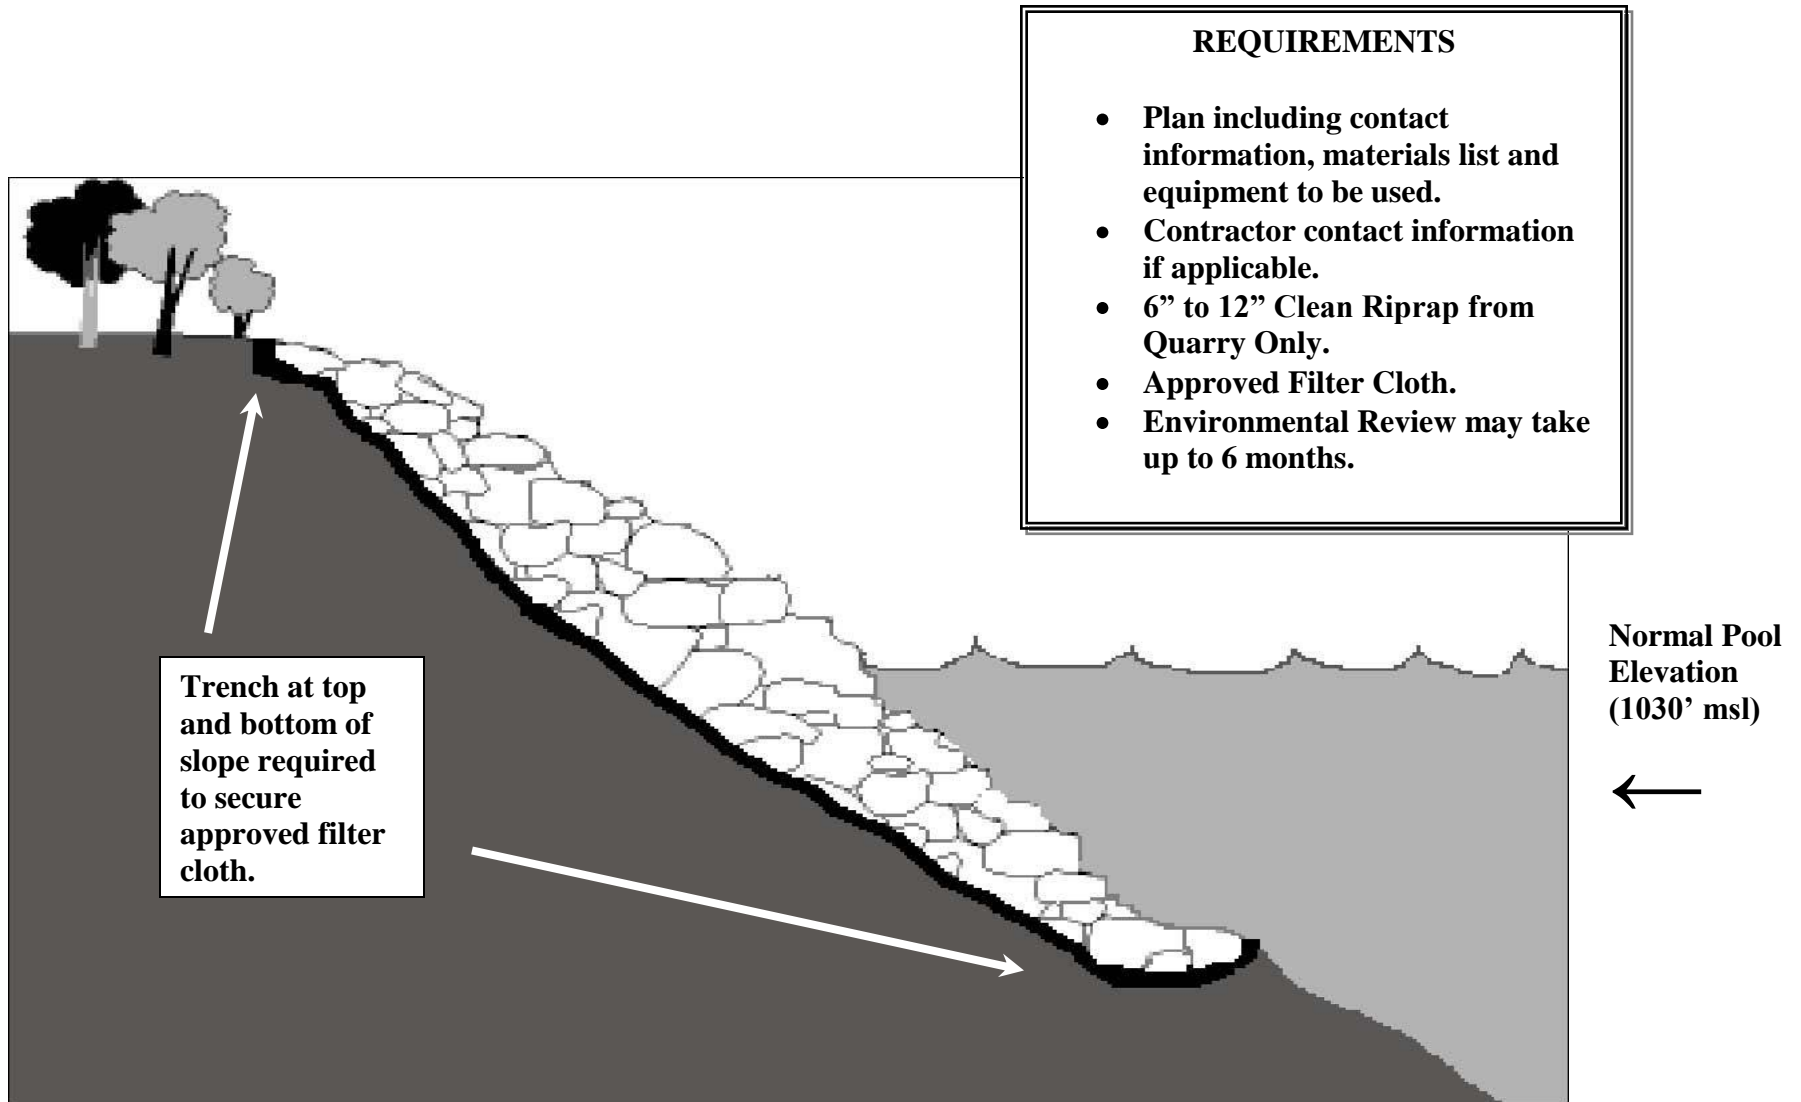 REQUIREMENTS
• Plan including contact
information, materials list and
equipment to be used.
• Contractor contact information
if applicable.
• 6” to 12” Clean Riprap from
Quarry Only.
• Approved Filter Cloth.
• Environmental Review may take
up to 6 months.
Normal Pool
Elevation
(1030’ msl)
Trench at top
and bottom of
slope required
to secure
approved filter
cloth.